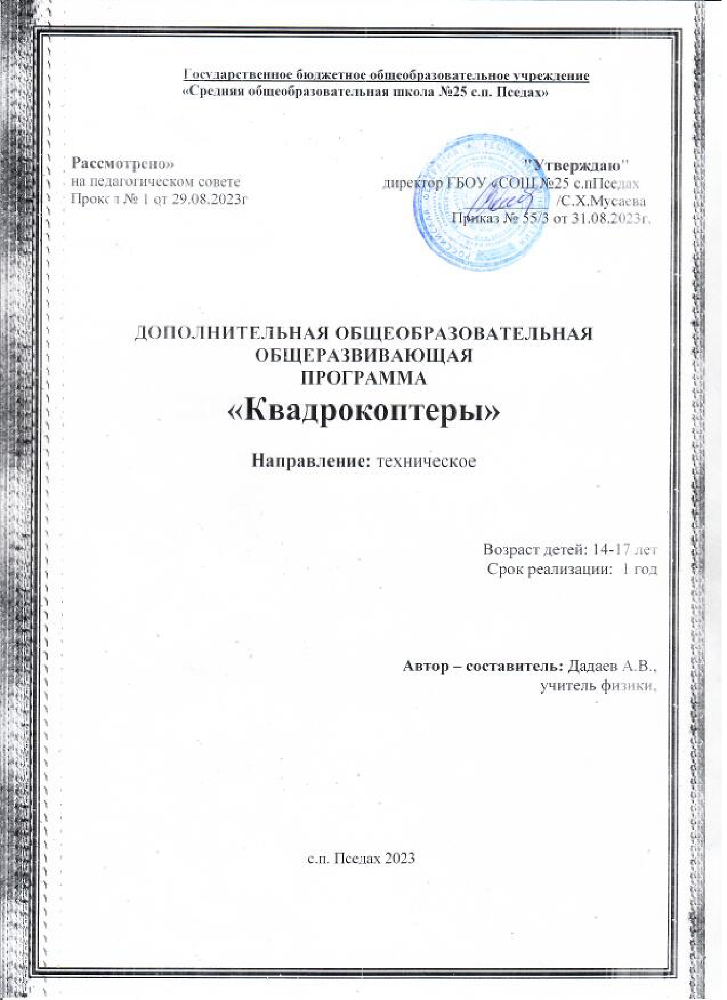 Государственное бюджетное общеобразовательное учреждение
«Средняя общеобразовательная школа №25 с.п. Пседах»
Рассмотрено»
на педагогическом совете
№ 1 от 29.08.2023г
"Утверждаю"
директор ГБОУ «СОШ №25 с.пПседах
/С.Х.Мусаева
Приказ № 55/3 от 31.08.2023г.
ДОПОЛНИТЕЛЬНАЯ ОБЩЕОБРАЗОВАТЕЛЬНАЯ
ОБЩЕРАЗВИВАЮЩАЯ
ПРОГРАММА
«Квадрокоптеры»
Направление: техническое
Возраст детей: 14-17 лет
Срок реализации: 1 год
Автор – составитель: Дадаев А.В.,
учитель физики.
с.п. Пседах 2023